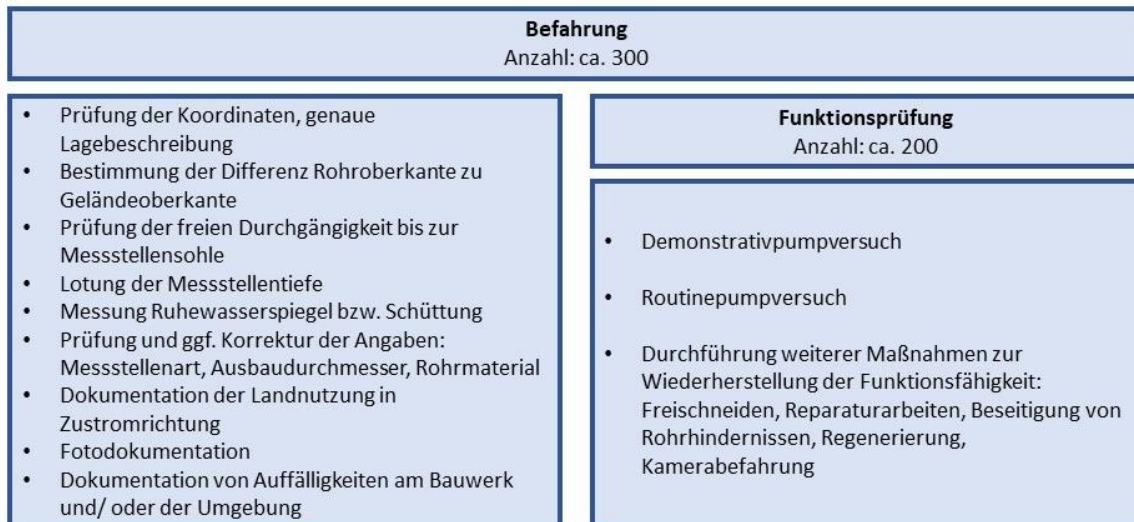 Befahrung
Anzahl: ca. 300
• Prüfung der Koordinaten, genaue
Lagebeschreibung
• Bestimmung der Differenz Rohroberkante zu
Geländeoberkante
• Prüfung der freien Durchgängigkeit bis zur
Messstellensohle
• Lotung der Messstellentiefe
• Messung Ruhewasserspiegel bzw. Schüttung
• Prüfung und ggf. Korrektur der Angaben:
Messstellenart, Ausbaudurchmesser, Rohrmaterial
• Dokumentation der Landnutzung in
Zustromrichtung
• Fotodokumentation
• Dokumentation von Auffälligkeiten am Bauwerk
und/ oder der Umgebung
Funktionsprüfung
Anzahl: ca. 200
• Demonstrativpumpversuch
• Routinepumpversuch
• Durchführung weiterer Maßnahmen zur
Wiederherstellung der Funktionsfähigkeit:
Freischneiden, Reparaturarbeiten, Beseitigung von
Rohrhindernissen, Regenerierung,
Kamerabefahrung